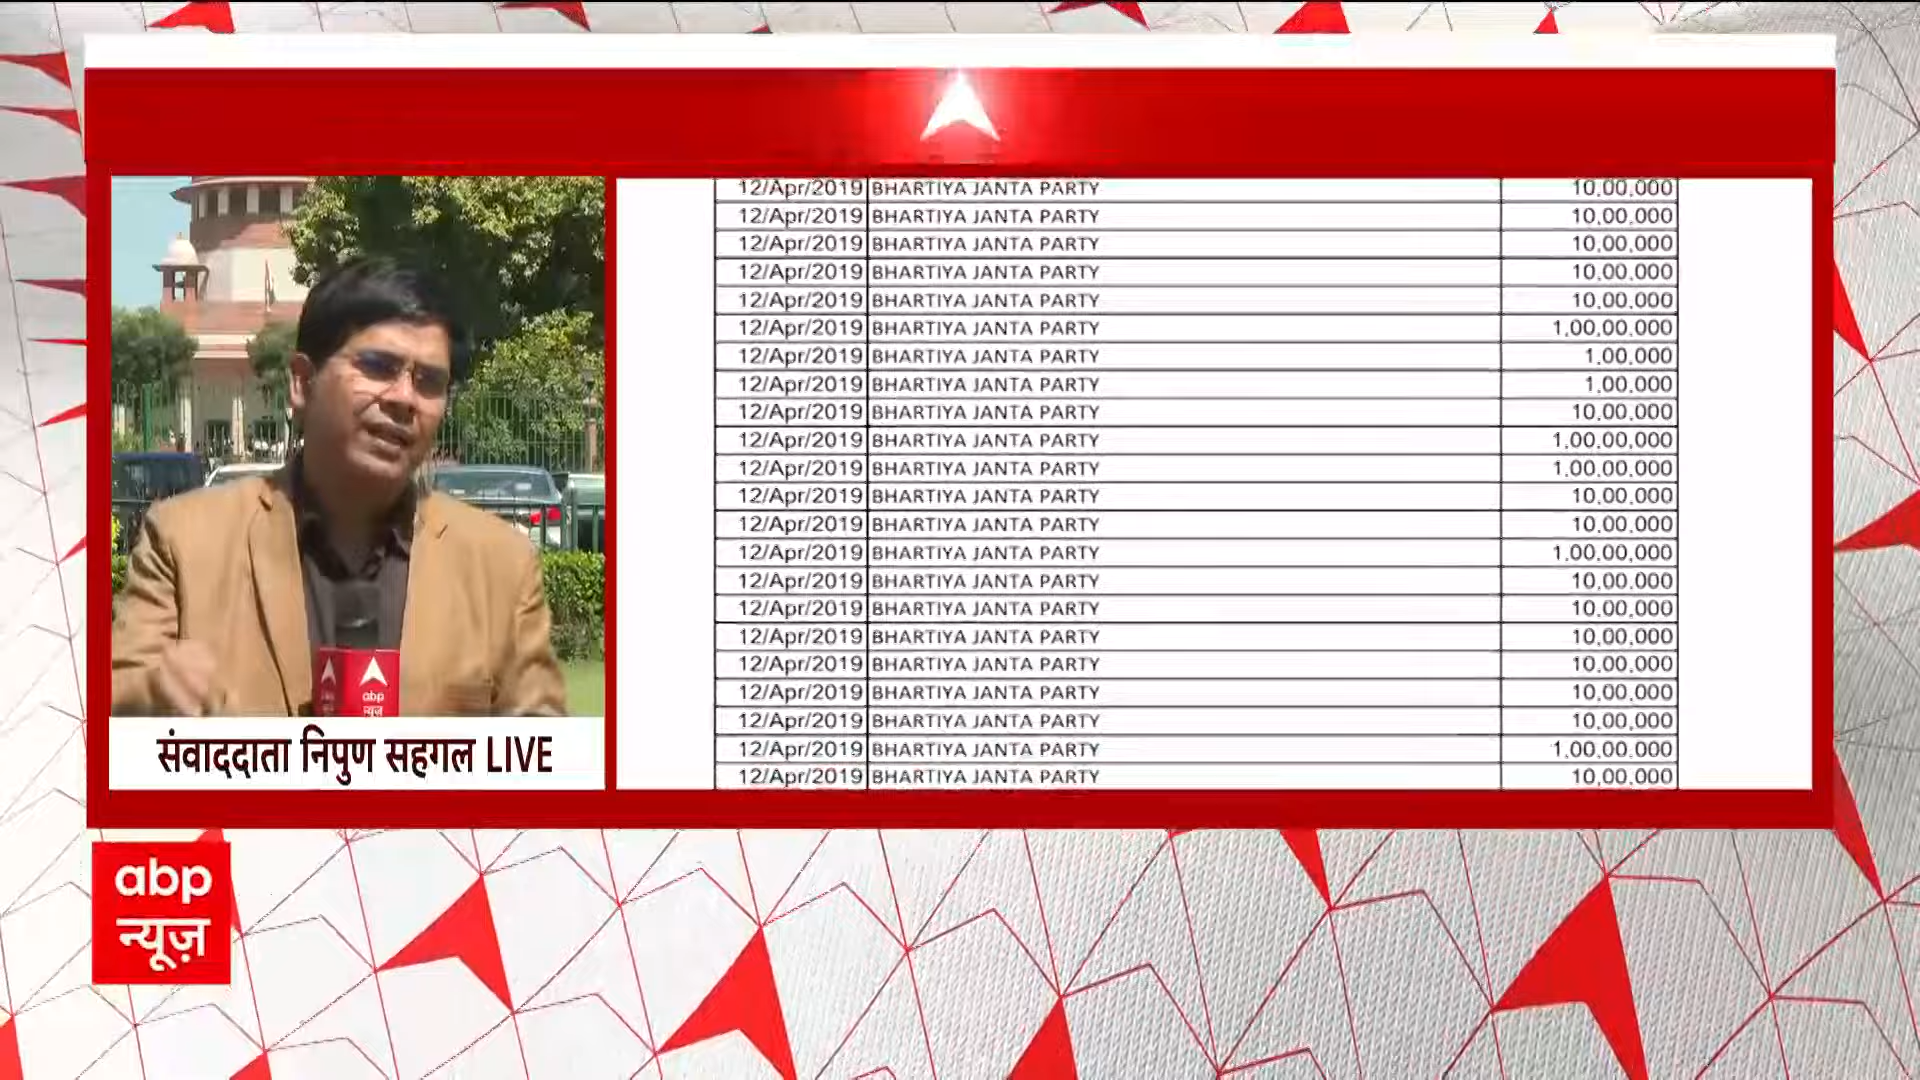 12/Apr/2019 BHARTIYA JANTA PARTY 10,00,000
12/Apr/2019 BHARTIYA JANTA PARTY 10,00,000
12/Apr/2019 BHARTIYA JANTA PARTY 10,00,000
12/Apr/2019 BHARTIYA JANTA PARTY 10,00,000
12/Apr/2019 BHARTIYA JANTA PARTY 10,00,000
12/Apr/2019 BHARTIYA JANTA PARTY 1,00,00,000
12/Apr/2019 BHARTIYA JANTA PARTY 1,00,000
12/Apr/2019 BHARTIYA JANTA PARTY 1,00,000
12/Apr/2019 BHARTIYA JANTA PARTY 10,00,000
12/Apr/2019 BHARTIYA JANTA PARTY 1,00,00,000
12/Apr/2019 BHARTIYA JANTA PARTY 1,00,00,000
12/Apr/2019 BHARTIYA JANTA PARTY 10,00,000
12/Apr/2019 BHARTIYA JANTA PARTY 10,00,000
12/Apr/2019 BHARTIYA JANTA PARTY 1,00,00,000
12/Apr/2019 BHARTIYA JANTA PARTY 10,00,000
12/Apr/2019 BHARTIYA JANTA PARTY 10,00,000
12/Apr/2019 BHARTIYA JANTA PARTY 10,00,000
12/Apr/2019 BHARTIYA JANTA PARTY 10,00,000
12/Apr/2019 BHARTIYA JANTA PARTY 10,00,000
12/Apr/2019 BHARTIYA JANTA PARTY 10,00,000
12/Apr/2019 BHARTIYA JANTA PARTY 1,00,00,000
12/Apr/2019 BHARTIYA JANTA PARTY 10,00,000
abp
न्यूज़
संवाददाता निपुण सहगल LIVE
abp
न्यूज़